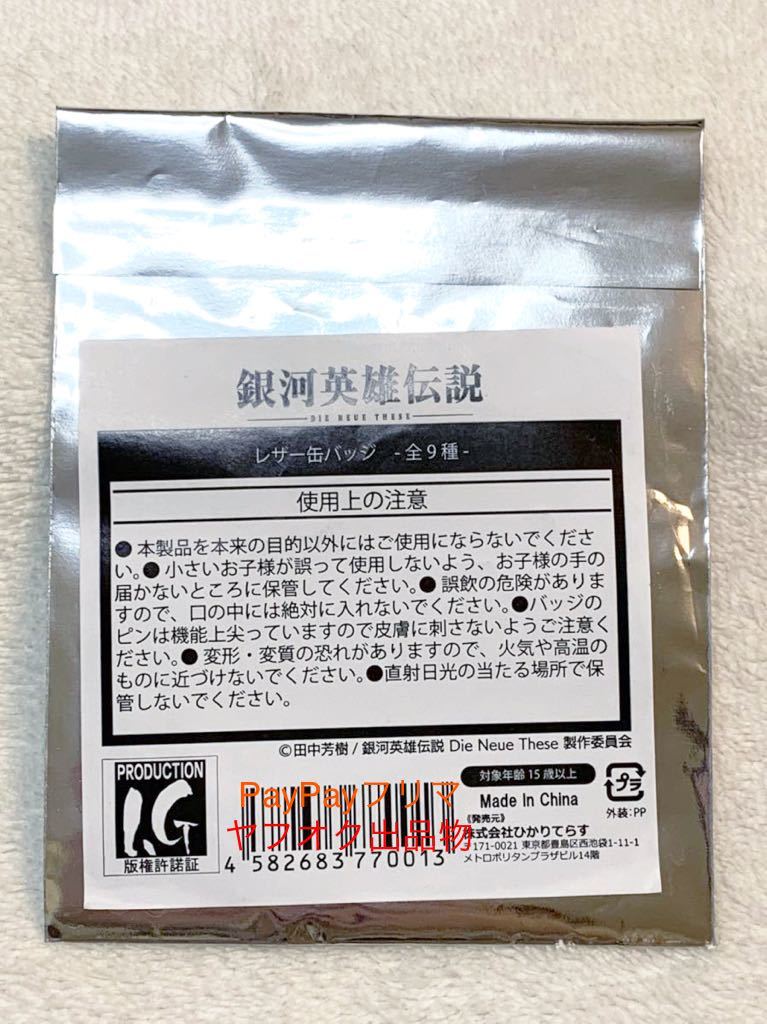 銀河英雄伝説
DIE NEUE THESE
レザー缶バッジ -全9種-
使用上の注意
● 本製品を本来の目的以外にはご使用にならないでくださ
い。● 小さいお子様が誤って使用しないよう、お子様の手の
届かないところに保管してください。● 誤飲の危険がありま
すので、口の中には絶対に入れないでください。●バッジの
ピンは機能上尖っていますので皮膚に刺さないようご注意く
ださい。● 変形・変質の恐れがありますので、火気や高温の
ものに近づけないでください。●直射日光の当たる場所で保
管しないでください。
©田中芳樹 / 銀河英雄伝説 Die Neue These 製作委員会
PRODUCTION
I.G
版権許諾証
PayPayフリマ
ヤフオク出品物
4 582683 770013
対象年齢 15 歳以上
Made In China
《発売元》
株式会社ひかりてらす
〒171-0021 東京都豊島区西池袋1-11-1
メトロポリタンプラザビル14階
プラ
外装:PP